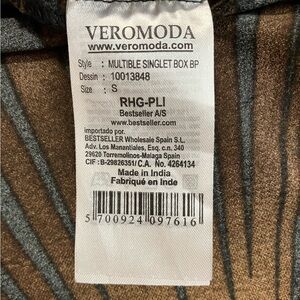 VEROMODA
www.veromoda.com
Style : MULTIBLE SINGLET BOX BP
Dessin : 10013848
Size : S
RHG-PLI
Bestseller A/S
www.bestseller.com
importado por.
BESTSELLER Wholesale Spain S.L.
Adv. Los Manantiales, Esq. c.n, 340
29620 Torremolinos-Malaga Spain
CIF : B-29826351/ C.A. No. 4264134
Made in India
Fabriqué en Inde
5 700924 097616